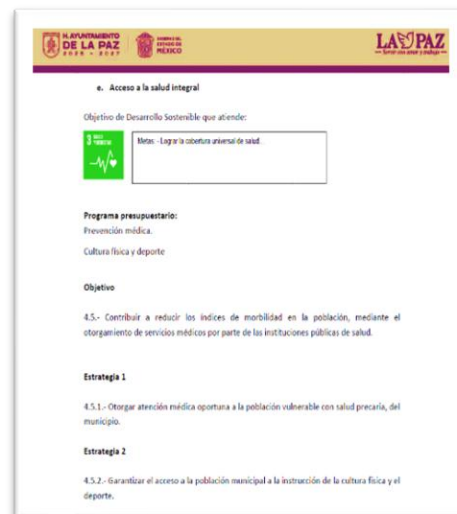 H. AYUNTAMIENTO
DE LA PAZ
2025 - 2027
ESTADO DE
MÉXICO
LA PAZ
e. Acceso a la salud integral
Objetivo de Desarrollo Sostenible que atiende:
3
Metas: - Lograr la cobertura universal de salud.
Programa presupuestario:
Prevención médica.
Cultura física y deporte
Objetivo
4.5.- Contribuir a reducir los índices de morbilidad en la población, mediante el
otorgamiento de servicios médicos por parte de las instituciones públicas de salud.
Estrategia 1
4.5.1.- Otorgar atención médica oportuna a la población vulnerable con salud precaria, del
municipio.
Estrategia 2
4.5.2.- Garantizar el acceso a la población municipal a la instrucción de la cultura física y el
deporte.